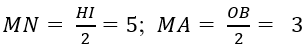 MN = HI/2 = 5; MA = OB/2 = 3